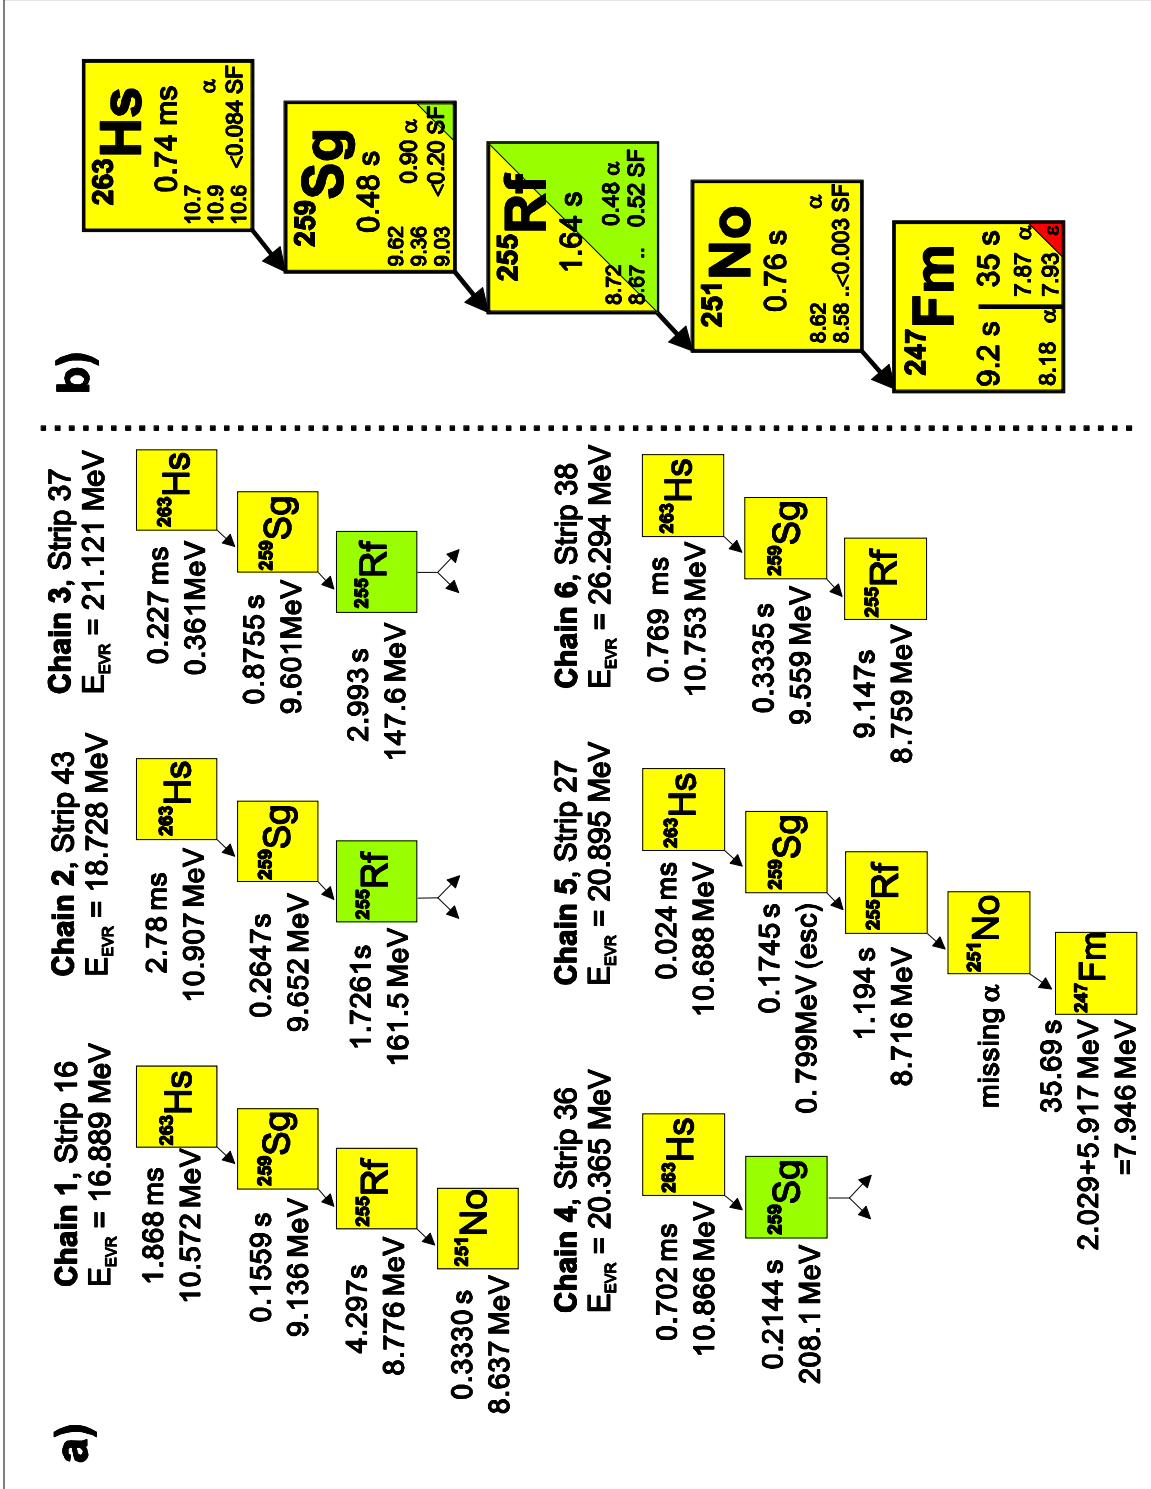 a)
Chain 1, Strip 16
E_EVR = 16.889 MeV
263Hs
1.868 ms
10.572 MeV
259Sg
0.1559 s
9.136 MeV
255Rf
4.297s
8.776 MeV
251No
0.3330 s
8.637 MeV
Chain 2, Strip 43
E_EVR = 18.728 MeV
263Hs
2.78 ms
10.907 MeV
259Sg
0.2647s
9.652 MeV
255Rf
1.7261s
161.5 MeV
Chain 3, Strip 37
E_EVR = 21.121 MeV
263Hs
0.227 ms
0.361MeV
259Sg
0.8755 s
9.601MeV
255Rf
2.993 s
147.6 MeV
Chain 4, Strip 36
E_EVR = 20.365 MeV
263Hs
0.702 ms
10.866 MeV
259Sg
0.2144 s
208.1 MeV
Chain 5, Strip 27
E_EVR = 20.895 MeV
263Hs
0.024 ms
10.688 MeV
259Sg
0.1745 s
0.799MeV (esc)
255Rf
1.194 s
8.716 MeV
251No
missing α
247Fm
35.69 s
2.029+5.917 MeV
=7.946 MeV
Chain 6, Strip 38
E_EVR = 26.294 MeV
263Hs
0.769 ms
10.753 MeV
259Sg
0.3335s
9.559 MeV
255Rf
9.147s
8.759 MeV
b)
263Hs
0.74 ms
10.7
10.9 α
10.6 <0.084 SF
259Sg
0.48 s
9.62
9.36 0.90 α
9.03 <0.20 SF
255Rf
1.64 s
8.72 0.48 α
8.67 .. 0.52 SF
251No
0.76 s
8.62 α
8.58 ..<0.003 SF
247Fm
9.2 s 35 s
7.87 α
8.18 α 7.93 ε